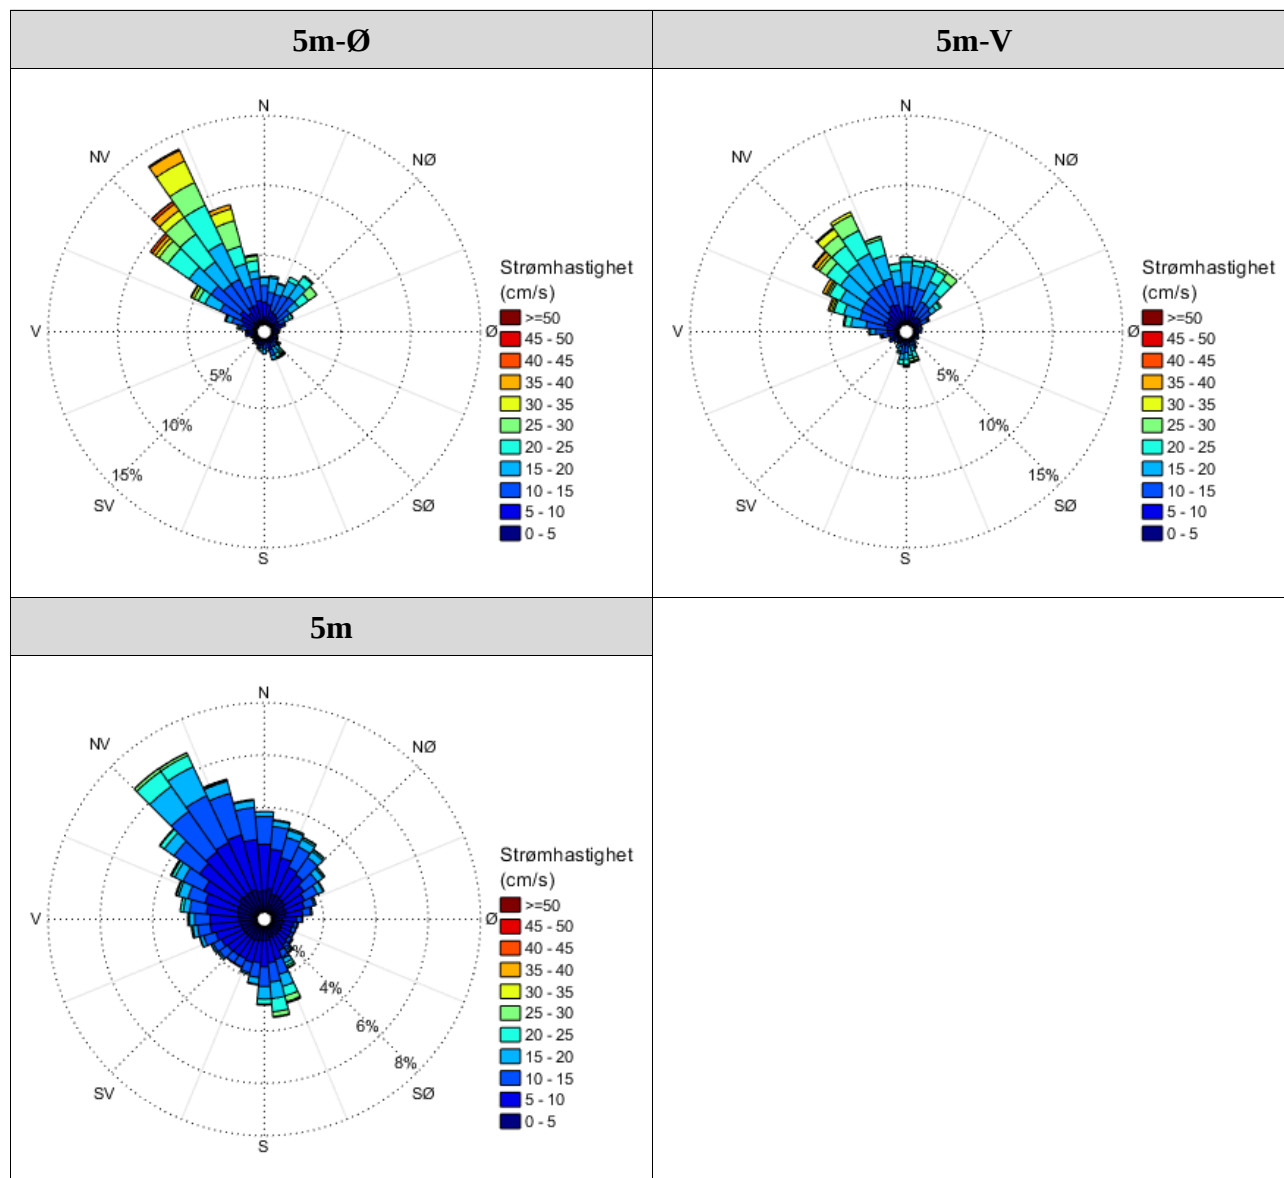 5m-Ø
5m-V
N
NØ
Ø
SØ
S
SV
V
NV
5%
10%
15%
Strømhastighet
(cm/s)
>=50
45 - 50
40 - 45
35 - 40
30 - 35
25 - 30
20 - 25
15 - 20
10 - 15
5 - 10
0 - 5
N
NØ
Ø
SØ
S
SV
V
NV
5%
10%
15%
Strømhastighet
(cm/s)
>=50
45 - 50
40 - 45
35 - 40
30 - 35
25 - 30
20 - 25
15 - 20
10 - 15
5 - 10
0 - 5
5m
N
NØ
Ø
SØ
S
SV
V
NV
4%
6%
8%
Strømhastighet
(cm/s)
>=50
45 - 50
40 - 45
35 - 40
30 - 35
25 - 30
20 - 25
15 - 20
10 - 15
5 - 10
0 - 5